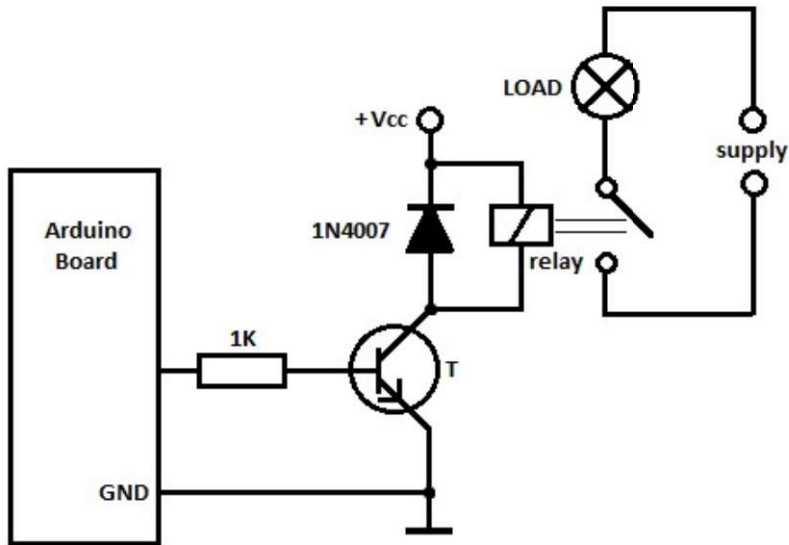 LOAD
+Vcc
supply
Arduino
Board
1N4007
relay
1K
T
GND